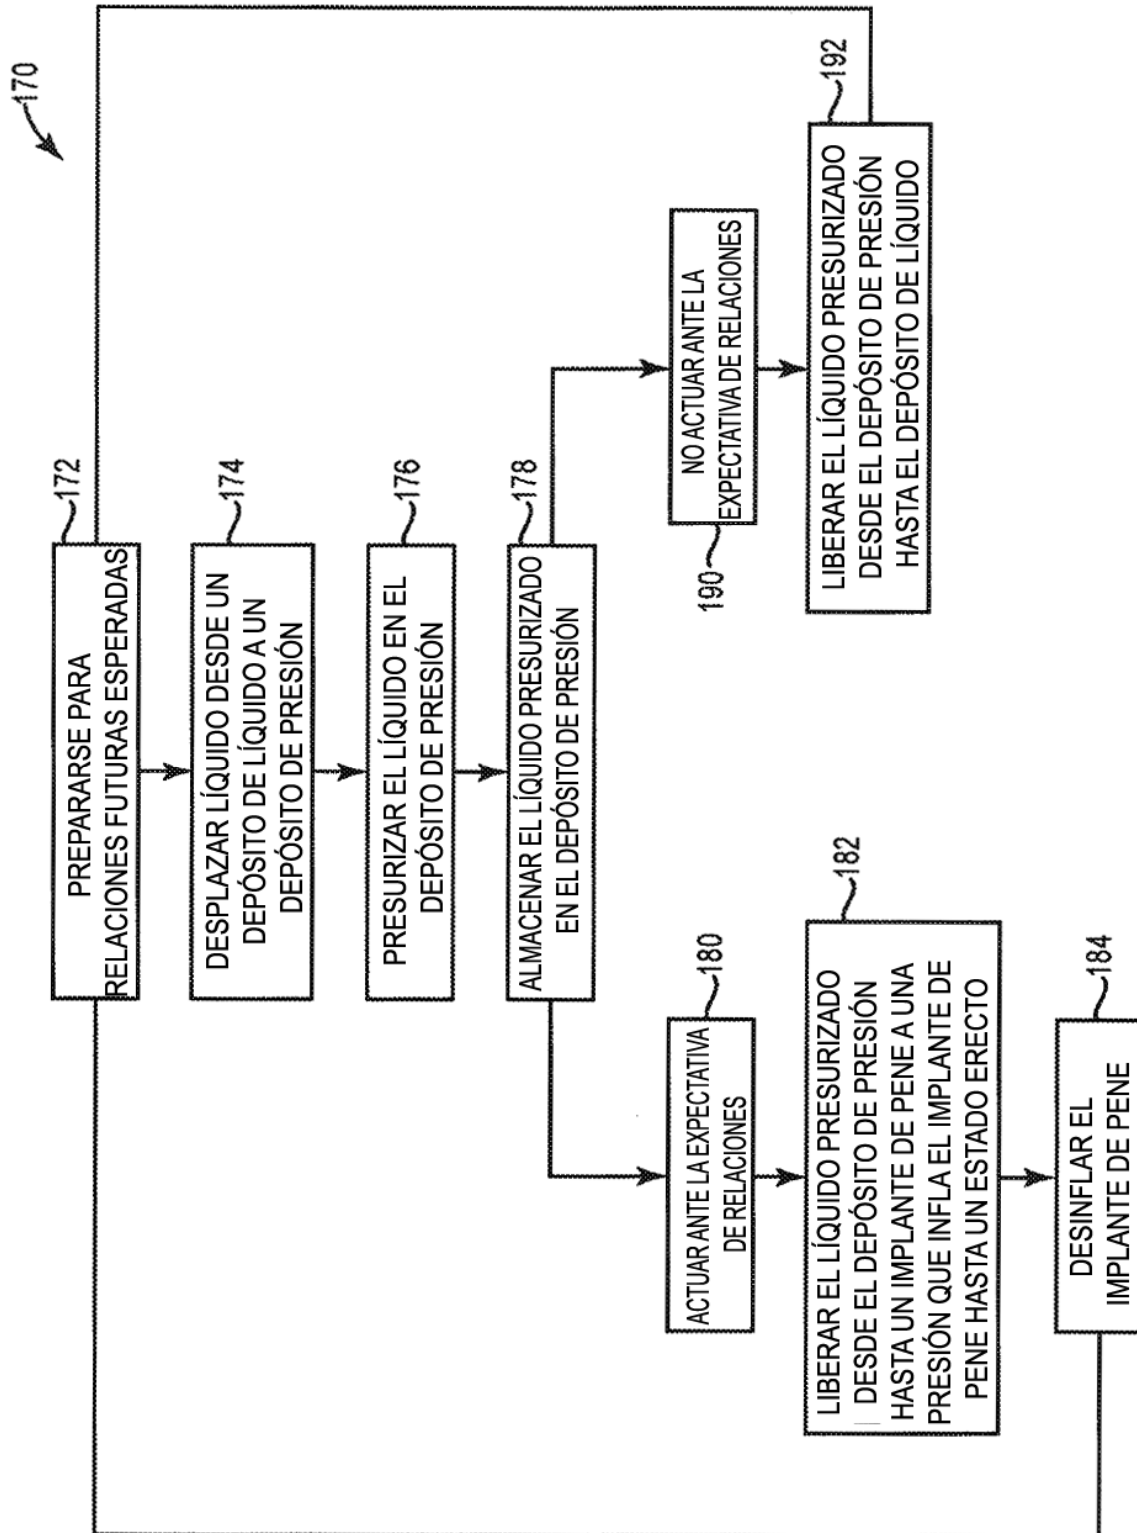 170
172
PREPARARSE PARA
RELACIONES FUTURAS ESPERADAS
174
DESPLAZAR LÍQUIDO DESDE UN
DEPÓSITO DE LÍQUIDO A UN
DEPÓSITO DE PRESIÓN
176
PRESURIZAR EL LÍQUIDO EN EL
DEPÓSITO DE PRESIÓN
178
ALMACENAR EL LÍQUIDO PRESURIZADO
EN EL DEPÓSITO DE PRESIÓN
180
ACTUAR ANTE LA EXPECTATIVA
DE RELACIONES
182
LIBERAR EL LÍQUIDO PRESURIZADO
DESDE EL DEPÓSITO DE PRESIÓN
HASTA UN IMPLANTE DE PENE A UNA
PRESIÓN QUE INFLA EL IMPLANTE DE
PENE HASTA UN ESTADO ERECTO
184
DESINFLAR EL
IMPLANTE DE PENE
190
NO ACTUAR ANTE LA
EXPECTATIVA DE RELACIONES
192
LIBERAR EL LÍQUIDO PRESURIZADO
DESDE EL DEPÓSITO DE PRESIÓN
HASTA EL DEPÓSITO DE LÍQUIDO